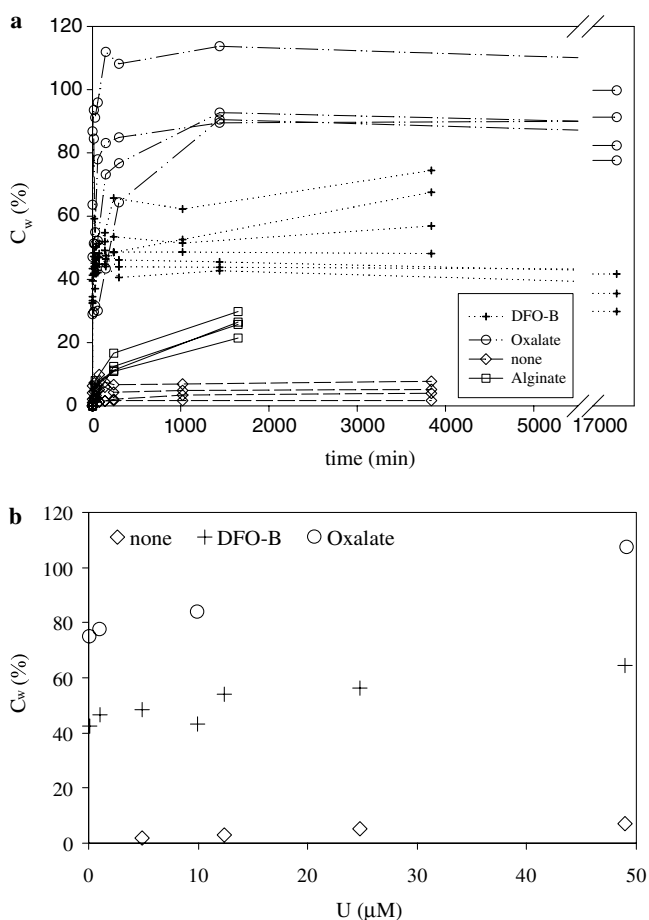 a
120
100
80
60
40
20
0
C_w (%)
0 1000 2000 3000 4000 5000 17000
time (min)
DFO-B
Oxalate
none
Alginate
b
120
100
80
60
40
20
0
C_w (%)
none DFO-B Oxalate
0 10 20 30 40 50
U (µM)